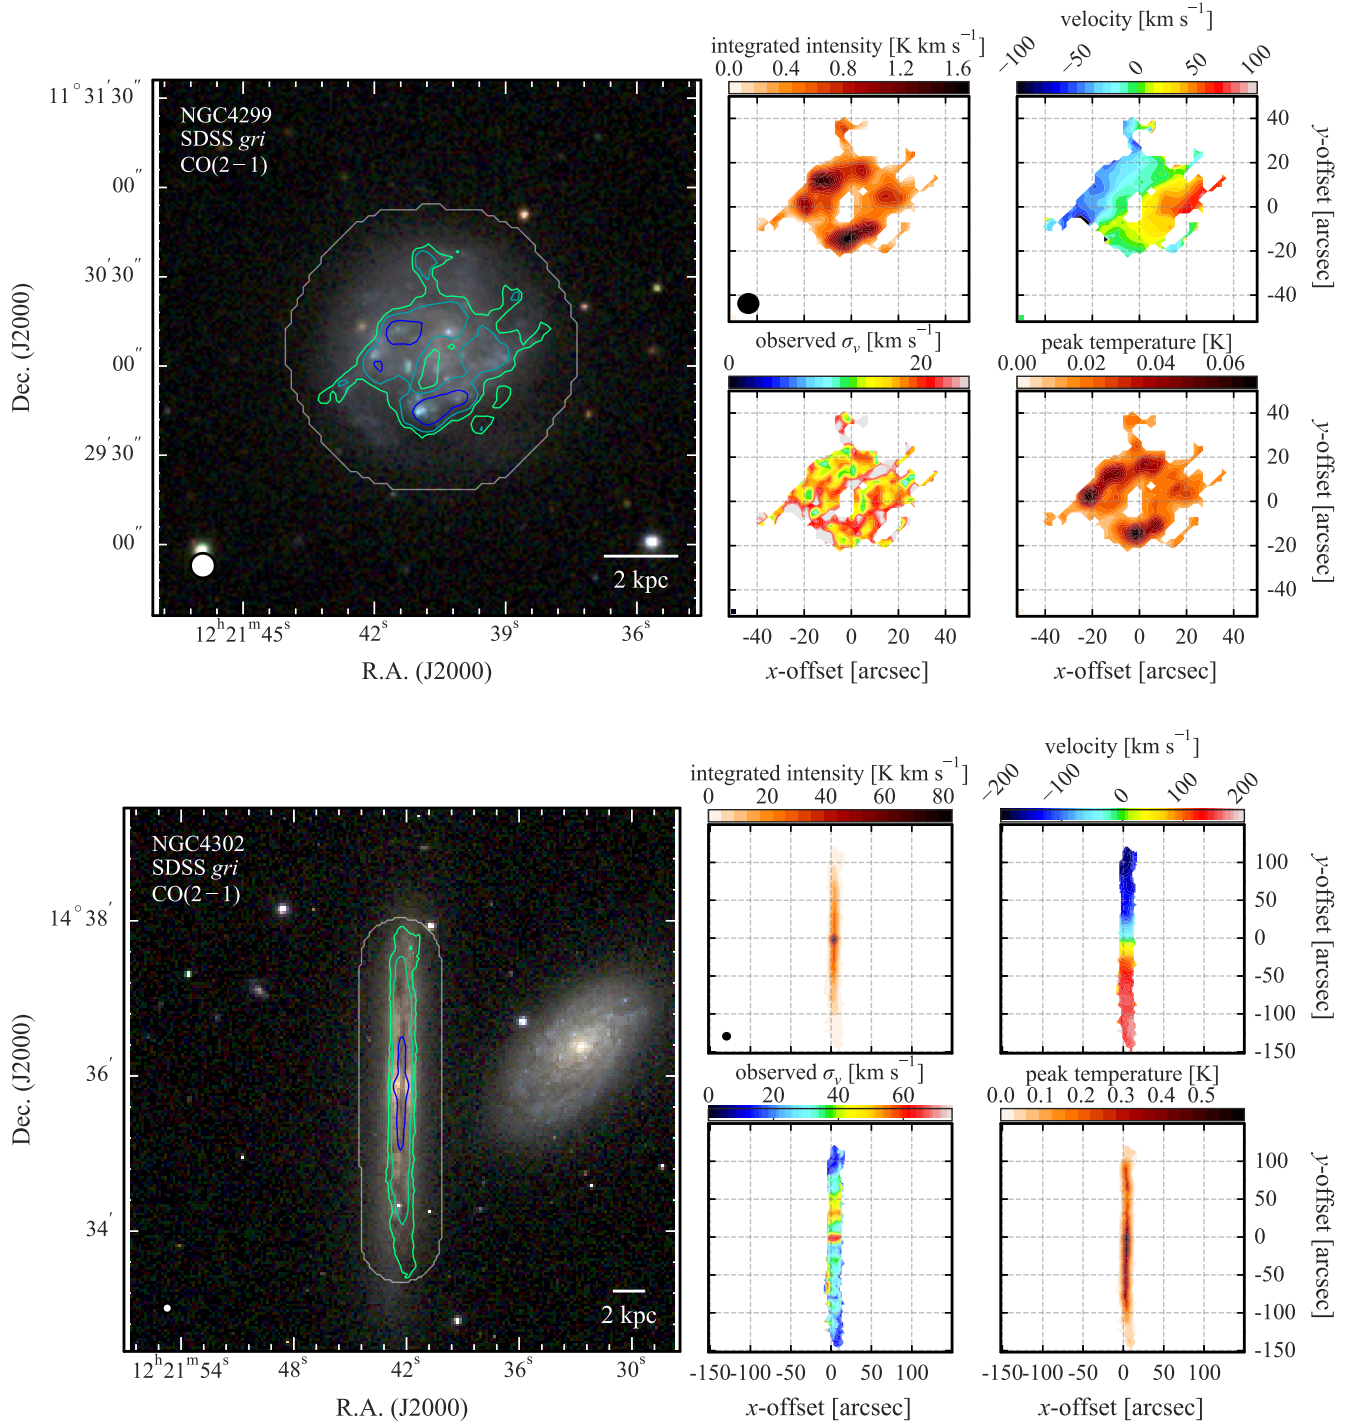 NGC4299
SDSS gri
CO(2−1)
11°31′30″
00″
30′30″
00″
29′30″
00″
Dec. (J2000)
2 kpc
12ʰ21ᵐ45ˢ 42ˢ 39ˢ 36ˢ
R.A. (J2000)
integrated intensity [K km s⁻¹]
0.0 0.4 0.8 1.2 1.6
velocity [km s⁻¹]
−100 −50 0 50 100
40
20
0
-20
-40
y-offset [arcsec]
observed σᵥ [km s⁻¹]
0 20
peak temperature [K]
0.00 0.02 0.04 0.06
40
20
0
-20
-40
y-offset [arcsec]
-40 -20 0 20 40
x-offset [arcsec]
-40 -20 0 20 40
x-offset [arcsec]
NGC4302
SDSS gri
CO(2−1)
14°38′
36′
34′
Dec. (J2000)
2 kpc
12ʰ21ᵐ54ˢ 48ˢ 42ˢ 36ˢ 30ˢ
R.A. (J2000)
integrated intensity [K km s⁻¹]
0 20 40 60 80
velocity [km s⁻¹]
−200 −100 0 100 200
100
50
0
-50
-100
-150
y-offset [arcsec]
observed σᵥ [km s⁻¹]
0 20 40 60
peak temperature [K]
0.0 0.1 0.2 0.3 0.4 0.5
100
50
0
-50
-100
-150
y-offset [arcsec]
-150 -100 -50 0 50 100
x-offset [arcsec]
-150 -100 -50 0 50 100
x-offset [arcsec]